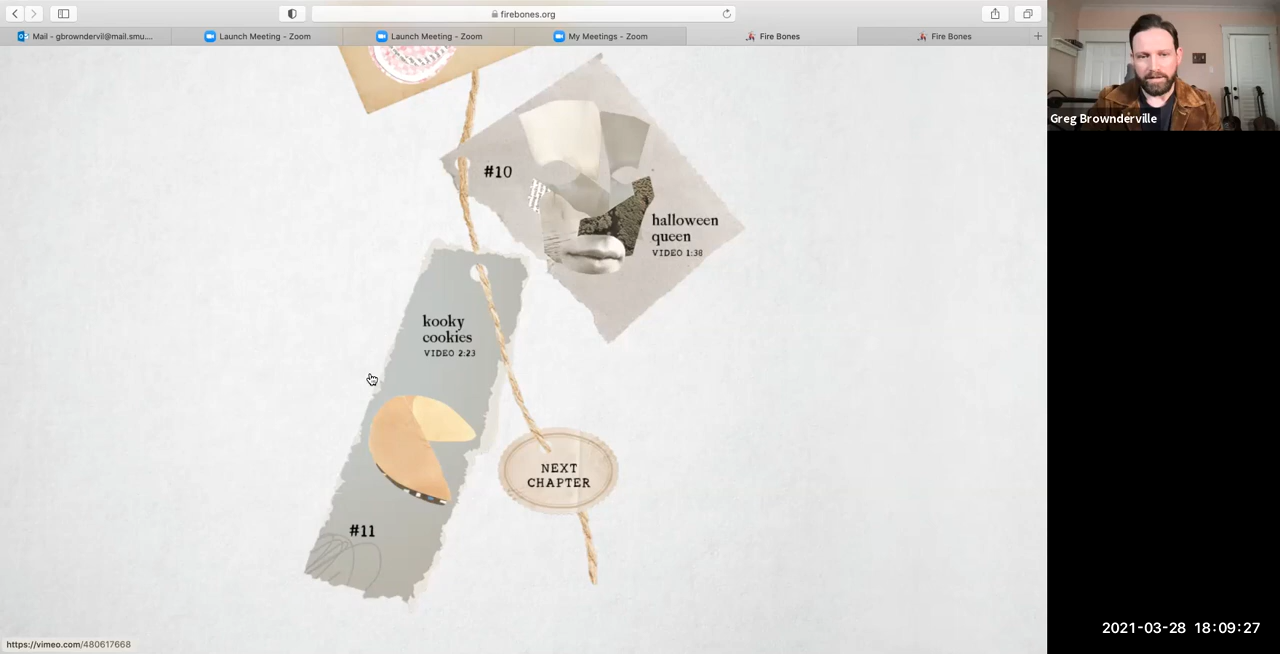 firebones.org
Mail - gbrowndervil@mail.smu....
Launch Meeting - Zoom
Launch Meeting - Zoom
My Meetings - Zoom
Fire Bones
Fire Bones
Greg Brownderville
#10
halloween
queen
VIDEO 1:38
kooky
cookies
VIDEO 2:23
NEXT
CHAPTER
#11
https://vimeo.com/480617668
2021-03-28 18:09:27